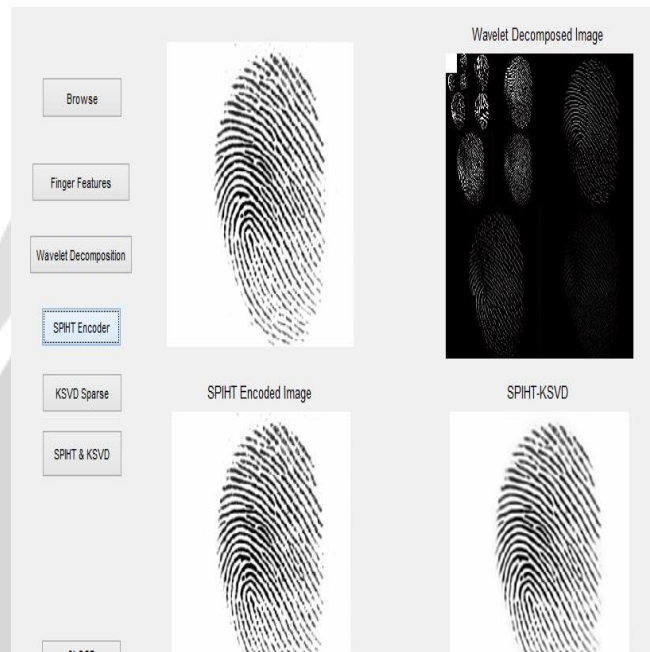 Wavelet Decomposed Image
Browse
Finger Features
Wavelet Decomposition
SPIHT Encoder
KSVD Sparse
SPIHT Encoded Image
SPIHT-KSVD
SPIHT & KSVD